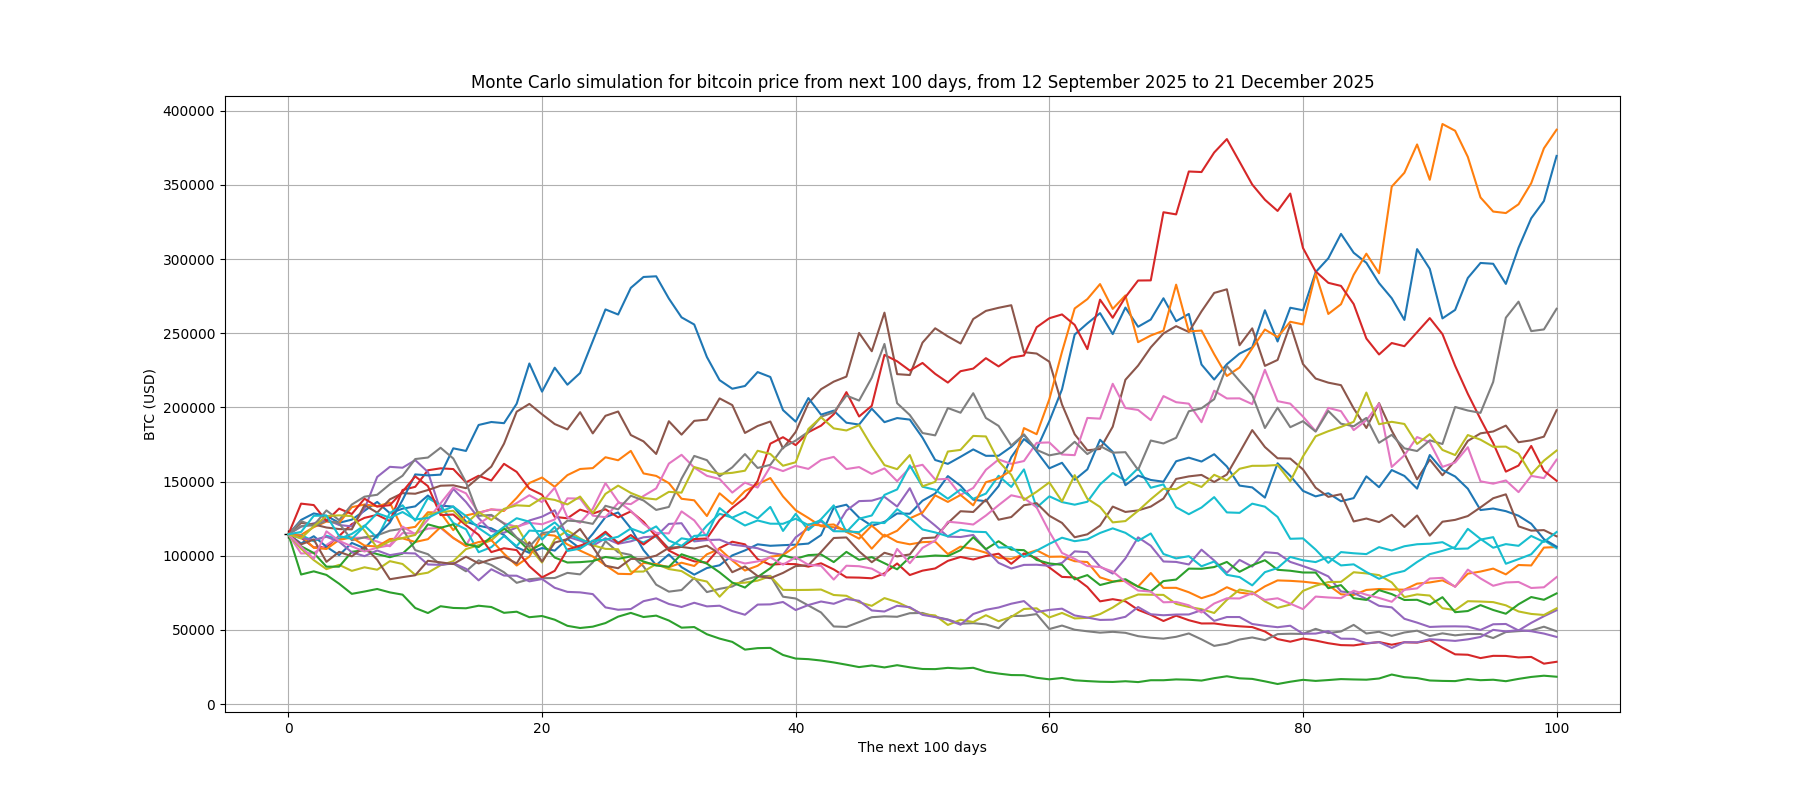 Monte Carlo simulation for bitcoin price from next 100 days, from 12 September 2025 to 21 December 2025
400000
350000
300000
250000
200000
150000
100000
50000
0
BTC (USD)
0 20 40 60 80 100
The next 100 days